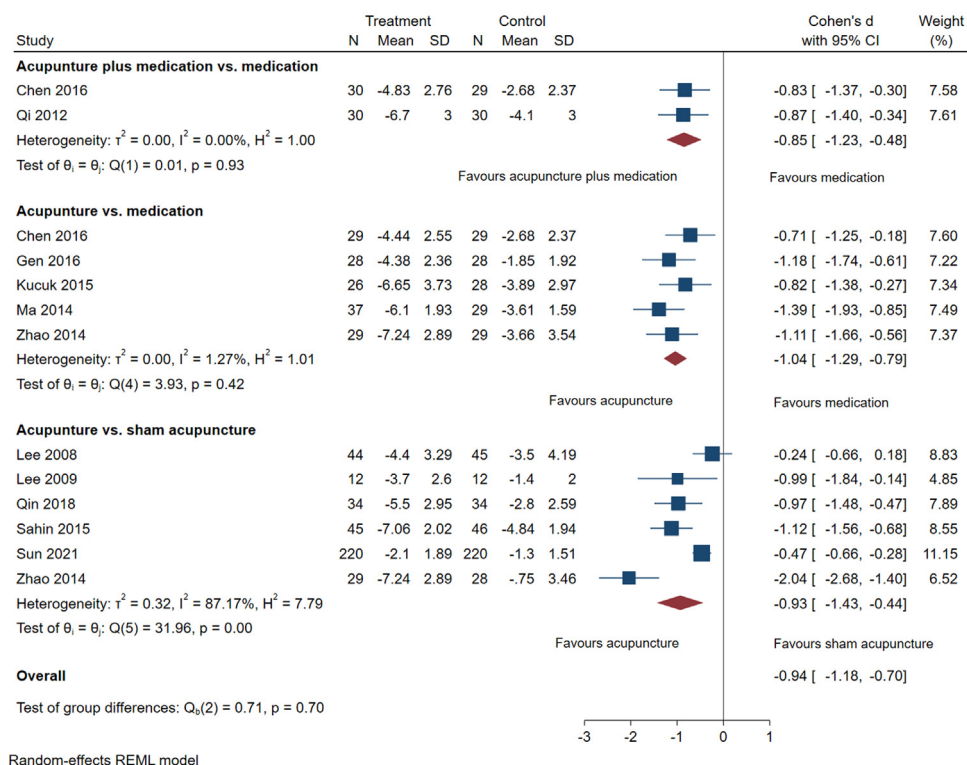 Treatment Control Cohen's d Weight
Study N Mean SD N Mean SD with 95% CI (%)
Acupunture plus medication vs. medication
Chen 2016 30 -4.83 2.76 29 -2.68 2.37 -0.83 [ -1.37, -0.30] 7.58
Qi 2012 30 -6.7 3 30 -4.1 3 -0.87 [ -1.40, -0.34] 7.61
Heterogeneity: τ² = 0.00, I² = 0.00%, H² = 1.00 -0.85 [ -1.23, -0.48]
Test of θᵢ = θⱼ: Q(1) = 0.01, p = 0.93
Favours acupuncture plus medication Favours medication
Acupunture vs. medication
Chen 2016 29 -4.44 2.55 29 -2.68 2.37 -0.71 [ -1.25, -0.18] 7.60
Gen 2016 28 -4.38 2.36 28 -1.85 1.92 -1.18 [ -1.74, -0.61] 7.22
Kucuk 2015 26 -6.65 3.73 28 -3.89 2.97 -0.82 [ -1.38, -0.27] 7.34
Ma 2014 37 -6.1 1.93 29 -3.61 1.59 -1.39 [ -1.93, -0.85] 7.49
Zhao 2014 29 -7.24 2.89 29 -3.66 3.54 -1.11 [ -1.66, -0.56] 7.37
Heterogeneity: τ² = 0.00, I² = 1.27%, H² = 1.01 -1.04 [ -1.29, -0.79]
Test of θᵢ = θⱼ: Q(4) = 3.93, p = 0.42
Favours acupuncture Favours medication
Acupunture vs. sham acupuncture
Lee 2008 44 -4.4 3.29 45 -3.5 4.19 -0.24 [ -0.66, 0.18] 8.83
Lee 2009 12 -3.7 2.6 12 -1.4 2 -0.99 [ -1.84, -0.14] 4.85
Qin 2018 34 -5.5 2.95 34 -2.8 2.59 -0.97 [ -1.48, -0.47] 7.89
Sahin 2015 45 -7.06 2.02 46 -4.84 1.94 -1.12 [ -1.56, -0.68] 8.55
Sun 2021 220 -2.1 1.89 220 -1.3 1.51 -0.47 [ -0.66, -0.28] 11.15
Zhao 2014 29 -7.24 2.89 28 -.75 3.46 -2.04 [ -2.68, -1.40] 6.52
Heterogeneity: τ² = 0.32, I² = 87.17%, H² = 7.79 -0.93 [ -1.43, -0.44]
Test of θᵢ = θⱼ: Q(5) = 31.96, p = 0.00
Favours acupuncture Favours sham acupuncture
Overall -0.94 [ -1.18, -0.70]
Test of group differences: Q_b(2) = 0.71, p = 0.70
-3 -2 -1 0 1
Random-effects REML model